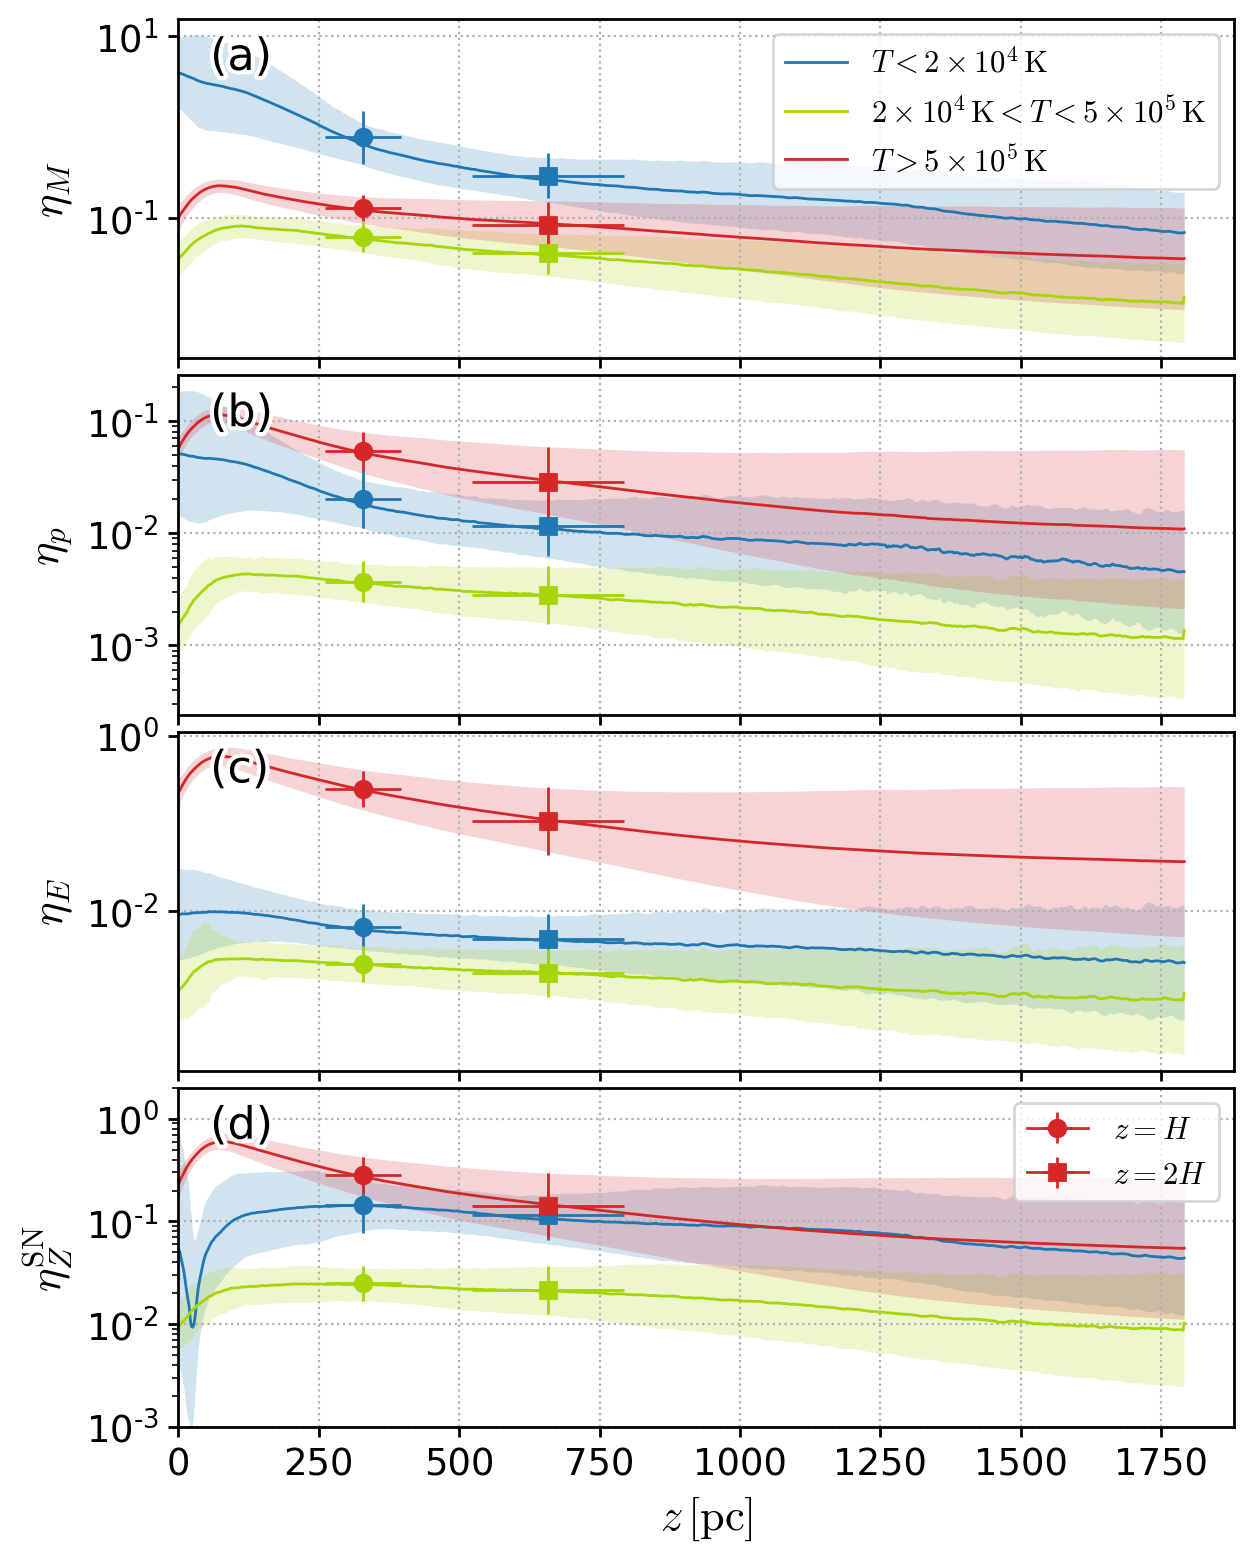 (a)
10^1
10^-1
η_M
T < 2 × 10^4 K
2 × 10^4 K < T < 5 × 10^5 K
T > 5 × 10^5 K
(b)
10^-1
10^-2
10^-3
η_p
(c)
10^0
10^-2
η_E
(d)
10^0
10^-1
10^-2
10^-3
η_Z^SN
z = H
z = 2H
0 250 500 750 1000 1250 1500 1750
z [pc]